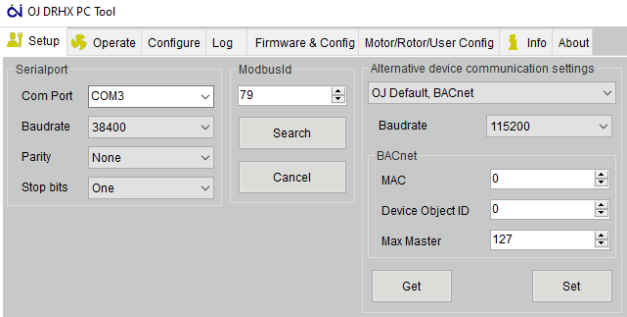 OJ DRHX PC Tool
Setup Operate Configure Log Firmware & Config Motor/Rotor/User Config Info About
Serialport
Com Port COM3
Baudrate 38400
Parity None
Stop bits One
ModbusId
79
Search
Cancel
Alternative device communication settings
OJ Default, BACnet
Baudrate 115200
BACnet
MAC 0
Device Object ID 0
Max Master 127
Get Set